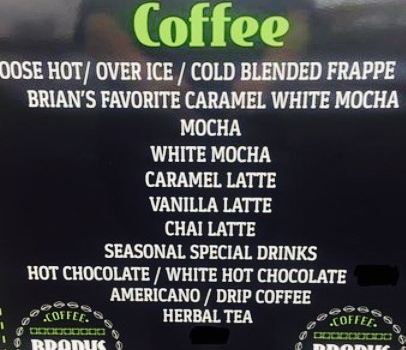 Coffee
OOSE HOT/ OVER ICE / COLD BLENDED FRAPPE
BRIAN'S FAVORITE CARAMEL WHITE MOCHA
MOCHA
WHITE MOCHA
CARAMEL LATTE
VANILLA LATTE
CHAI LATTE
SEASONAL SPECIAL DRINKS
HOT CHOCOLATE / WHITE HOT CHOCOLATE
AMERICANO / DRIP COFFEE
HERBAL TEA
·COFFEE·
·COFFEE·